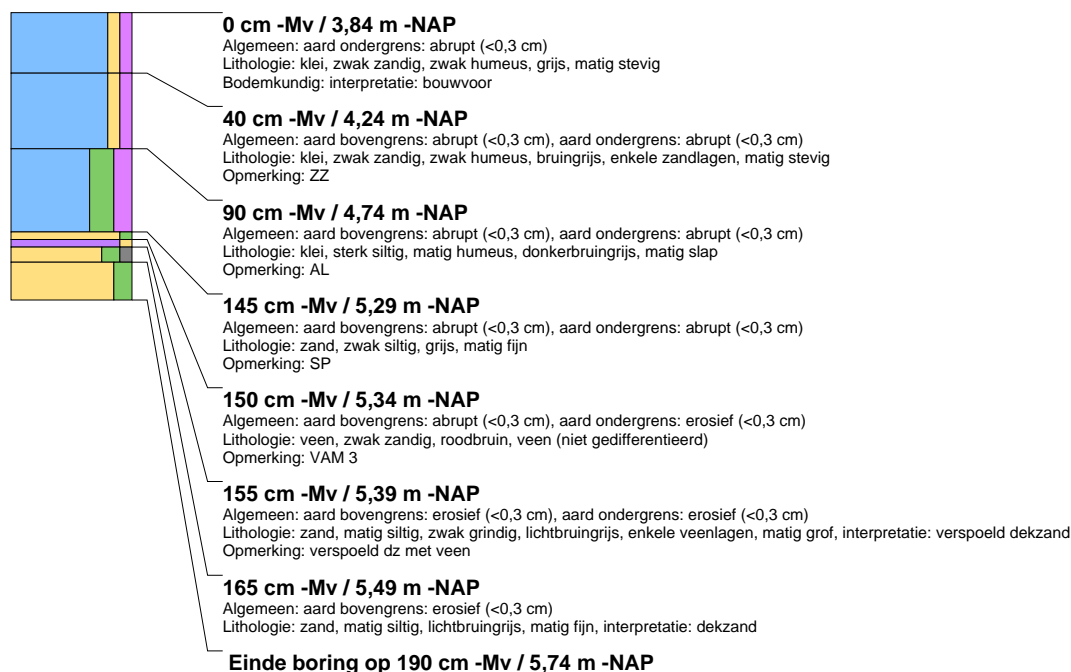 0 cm -Mv / 3,84 m -NAP
Algemeen: aard ondergrens: abrupt (<0,3 cm)
Lithologie: klei, zwak zandig, zwak humeus, grijs, matig stevig
Bodemkundig: interpretatie: bouwvoor
40 cm -Mv / 4,24 m -NAP
Algemeen: aard bovengrens: abrupt (<0,3 cm), aard ondergrens: abrupt (<0,3 cm)
Lithologie: klei, zwak zandig, zwak humeus, bruingrijs, enkele zandlagen, matig stevig
Opmerking: ZZ
90 cm -Mv / 4,74 m -NAP
Algemeen: aard bovengrens: abrupt (<0,3 cm), aard ondergrens: abrupt (<0,3 cm)
Lithologie: klei, sterk siltig, matig humeus, donkerbruingrijs, matig slap
Opmerking: AL
145 cm -Mv / 5,29 m -NAP
Algemeen: aard bovengrens: abrupt (<0,3 cm), aard ondergrens: abrupt (<0,3 cm)
Lithologie: zand, zwak siltig, grijs, matig fijn
Opmerking: SP
150 cm -Mv / 5,34 m -NAP
Algemeen: aard bovengrens: abrupt (<0,3 cm), aard ondergrens: erosief (<0,3 cm)
Lithologie: veen, zwak zandig, roodbruin, veen (niet gedifferentieerd)
Opmerking: VAM 3
155 cm -Mv / 5,39 m -NAP
Algemeen: aard bovengrens: erosief (<0,3 cm), aard ondergrens: erosief (<0,3 cm)
Lithologie: zand, matig siltig, zwak grindig, lichtbruingrijs, enkele veenlagen, matig grof, interpretatie: verspoeld dekzand
Opmerking: verspoeld dz met veen
165 cm -Mv / 5,49 m -NAP
Algemeen: aard bovengrens: erosief (<0,3 cm)
Lithologie: zand, matig siltig, lichtbruingrijs, matig fijn, interpretatie: dekzand
Einde boring op 190 cm -Mv / 5,74 m -NAP